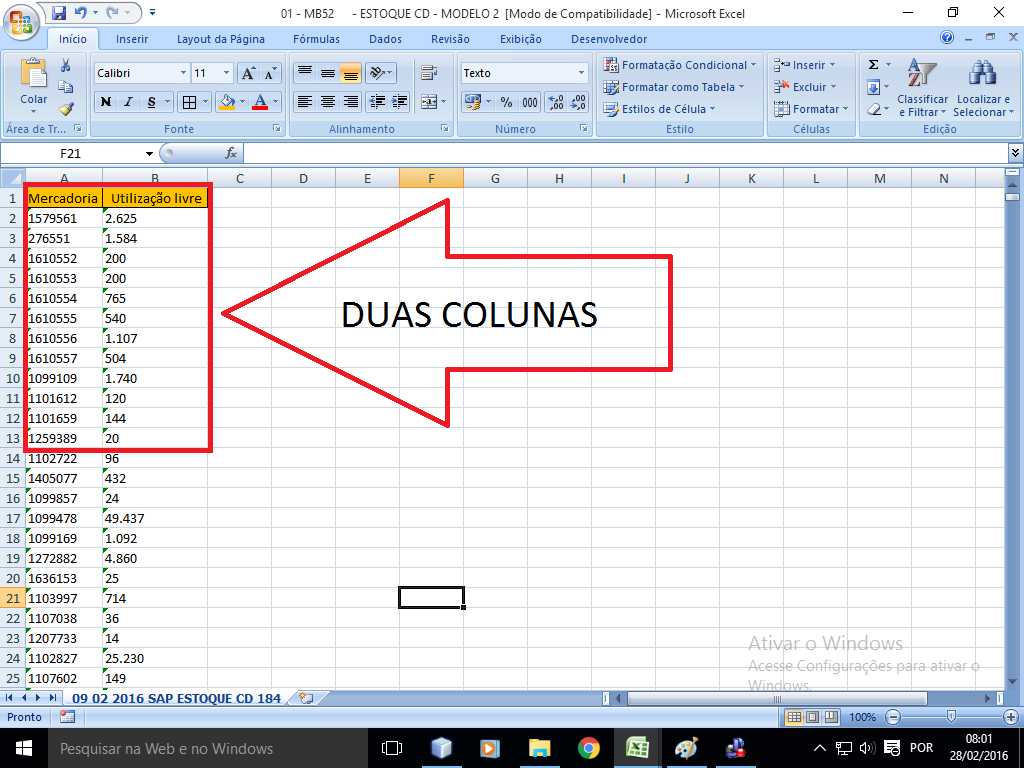 01 - MB52 - ESTOQUE CD - MODELO 2 [Modo de Compatibilidade] - Microsoft Excel
Início Inserir Layout da Página Fórmulas Dados Revisão Exibição Desenvolvedor
Colar
Calibri 11
N I S
Texto
% 000
Formatação Condicional
Formatar como Tabela
Estilos de Célula
Inserir
Excluir
Formatar
Σ
Classificar e Filtrar
Localizar e Selecionar
Área de Tr... Fonte Alinhamento Número Estilo Células Edição
F21 fx
A B C D E F G H I J K L M N
1 Mercadoria Utilização livre
2 1579561 2.625
3 276551 1.584
4 1610552 200
5 1610553 200
6 1610554 765
7 1610555 540
8 1610556 1.107
9 1610557 504
10 1099109 1.740
11 1101612 120
12 1101659 144
13 1259389 20
14 1102722 96
15 1405077 432
16 1099857 24
17 1099478 49.437
18 1099169 1.092
19 1272882 4.860
20 1636153 25
21 1103997 714
22 1107038 36
23 1207733 14
24 1102827 25.230
25 1107602 149
DUAS COLUNAS
Ativar o Windows
Acesse Configurações para ativar o
Windows.
09 02 2016 SAP ESTOQUE CD 184
Pronto 100%
Pesquisar na Web e no Windows
POR
08:01
28/02/2016